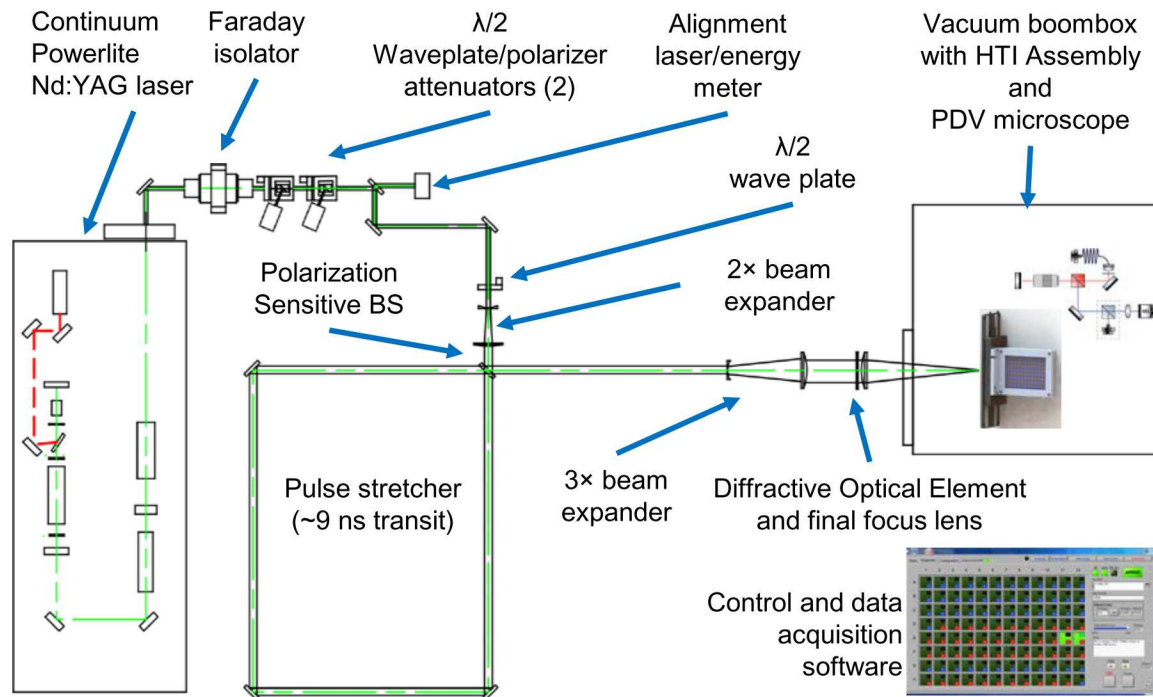 Continuum
Powerlite
Nd:YAG laser
Faraday
isolator
λ/2
Waveplate/polarizer
attenuators (2)
Alignment
laser/energy
meter
Vacuum boombox
with HTI Assembly
and
PDV microscope
λ/2
wave plate
Polarization
Sensitive BS
2× beam
expander
Pulse stretcher
(~9 ns transit)
3× beam
expander
Diffractive Optical Element
and final focus lens
Control and data
acquisition
software